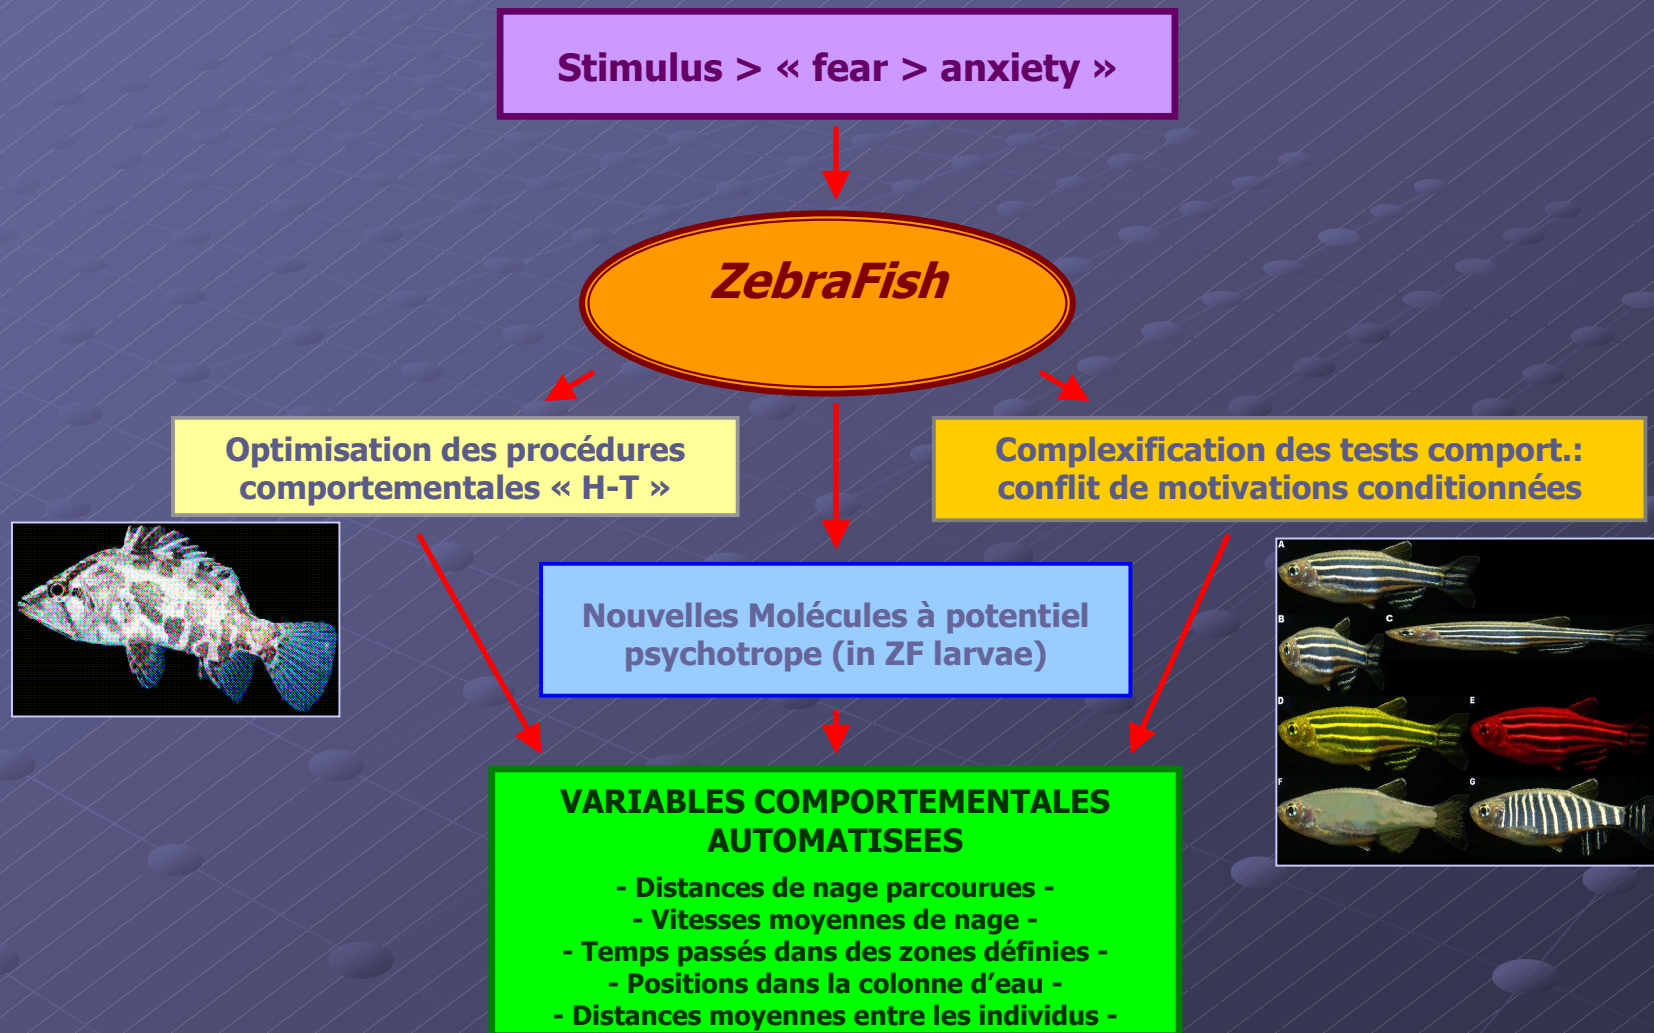 Stimulus > « fear > anxiety »
ZebraFish
Optimisation des procédures
comportementales « H-T »
Complexification des tests comport.:
conflit de motivations conditionnées
Nouvelles Molécules à potentiel
psychotrope (in ZF larvae)
A
B
C
D
E
F
G
VARIABLES COMPORTEMENTALES
AUTOMATISEES
- Distances de nage parcourues -
- Vitesses moyennes de nage -
- Temps passés dans des zones définies -
- Positions dans la colonne d’eau -
- Distances moyennes entre les individus -